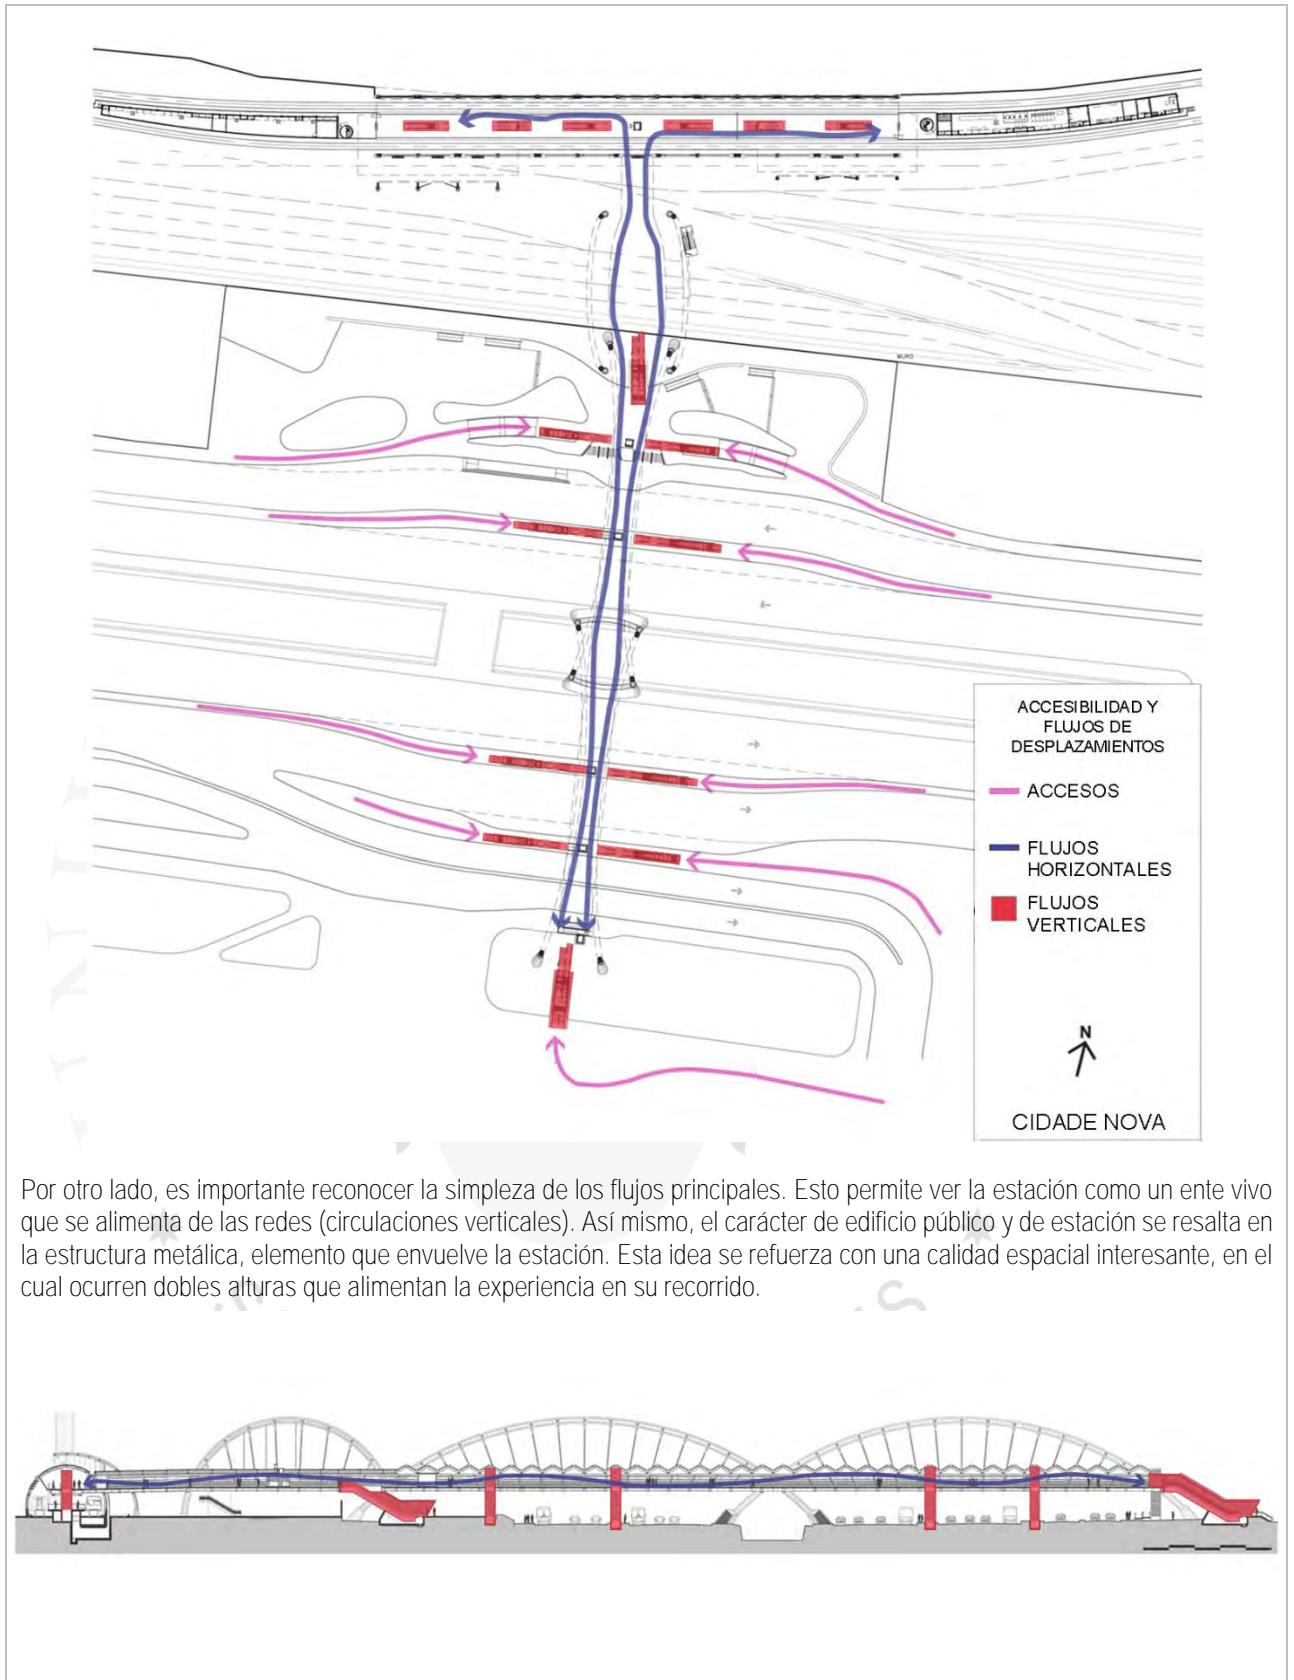 MURO
ACCESIBILIDAD Y
FLUJOS DE
DESPLAZAMIENTOS
ACCESOS
FLUJOS
HORIZONTALES
FLUJOS
VERTICALES
N
CIDADE NOVA
Por otro lado, es importante reconocer la simpleza de los flujos principales. Esto permite ver la estación como un ente vivo
que se alimenta de las redes (circulaciones verticales). Así mismo, el carácter de edificio público y de estación se resalta en
la estructura metálica, elemento que envuelve la estación. Esta idea se refuerza con una calidad espacial interesante, en el
cual ocurren dobles alturas que alimentan la experiencia en su recorrido.